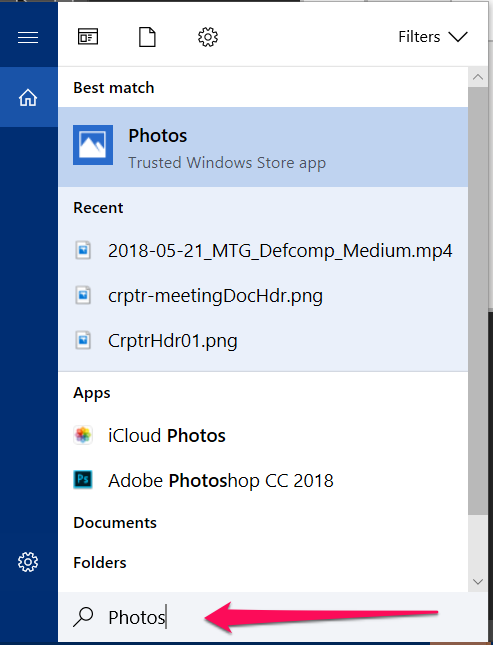 Filters
Best match
Photos
Trusted Windows Store app
Recent
2018-05-21_MTG_Defcomp_Medium.mp4
crptr-meetingDocHdr.png
CrptrHdr01.png
Apps
iCloud Photos
Ps Adobe Photoshop CC 2018
Documents
Folders
Photos